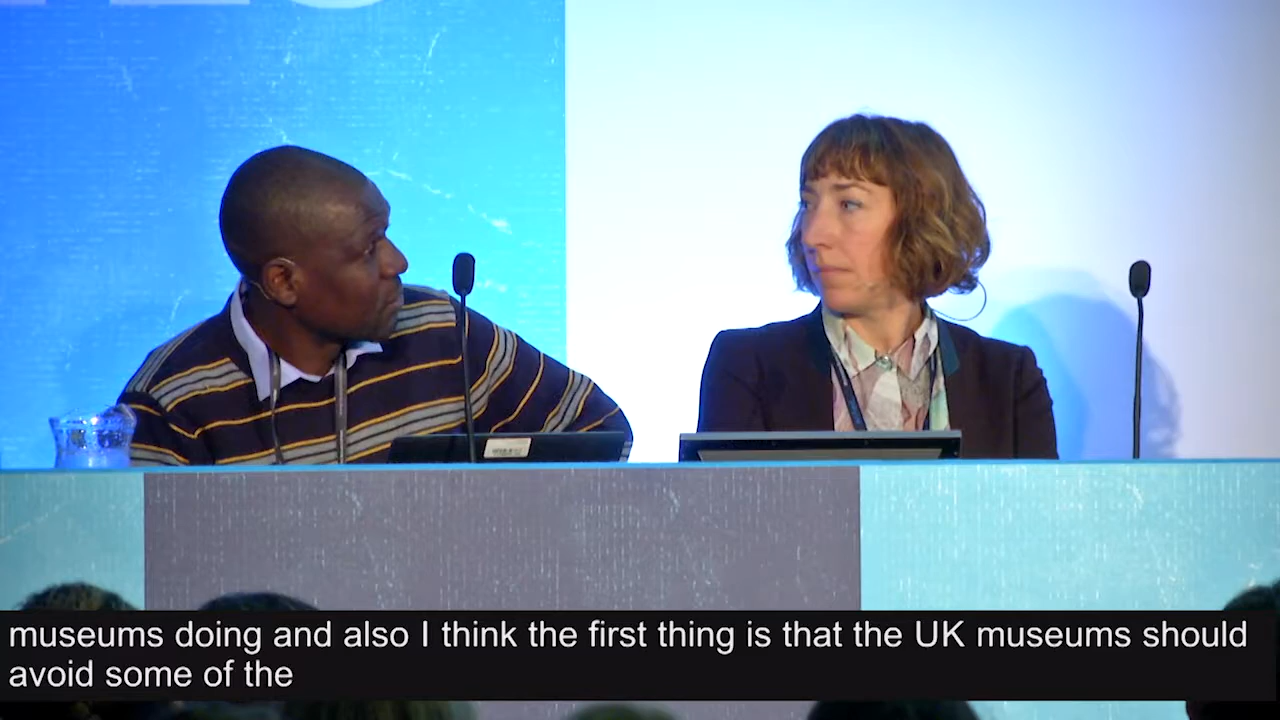 museums doing and also I think the first thing is that the UK museums should
avoid some of the